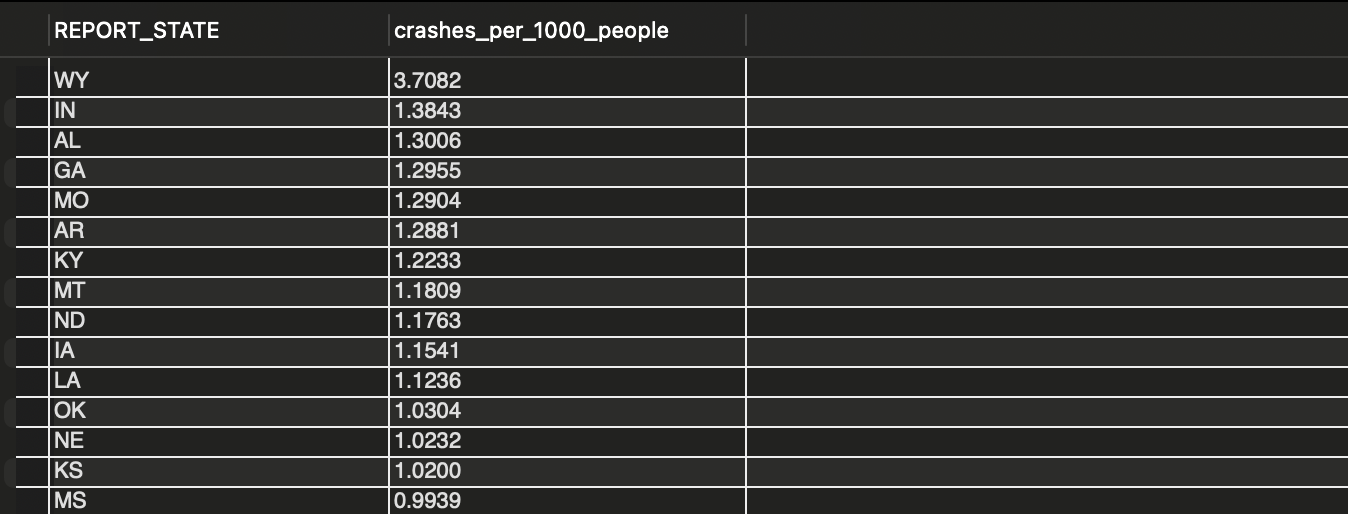 REPORT_STATE crashes_per_1000_people
WY 3.7082
IN 1.3843
AL 1.3006
GA 1.2955
MO 1.2904
AR 1.2881
KY 1.2233
MT 1.1809
ND 1.1763
IA 1.1541
LA 1.1236
OK 1.0304
NE 1.0232
KS 1.0200
MS 0.9939